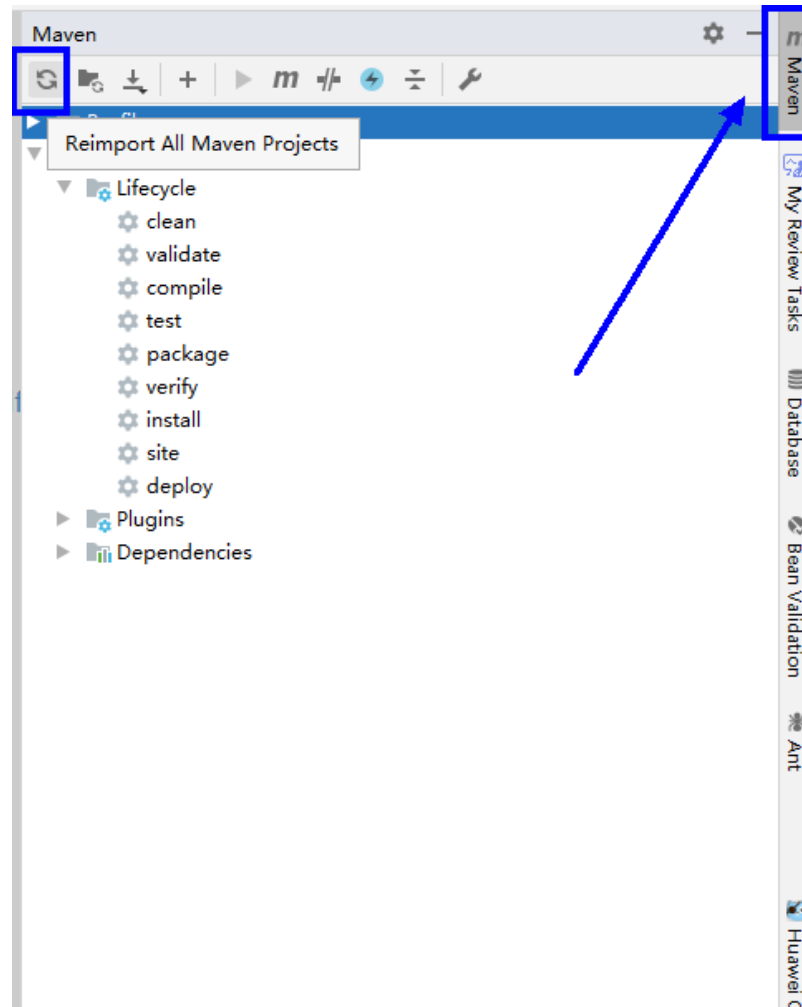 Maven
m
Reimport All Maven Projects
Lifecycle
clean
validate
compile
test
package
verify
install
site
deploy
Plugins
Dependencies
m
Maven
My Review Tasks
Database
Bean Validation
Ant
Huawei